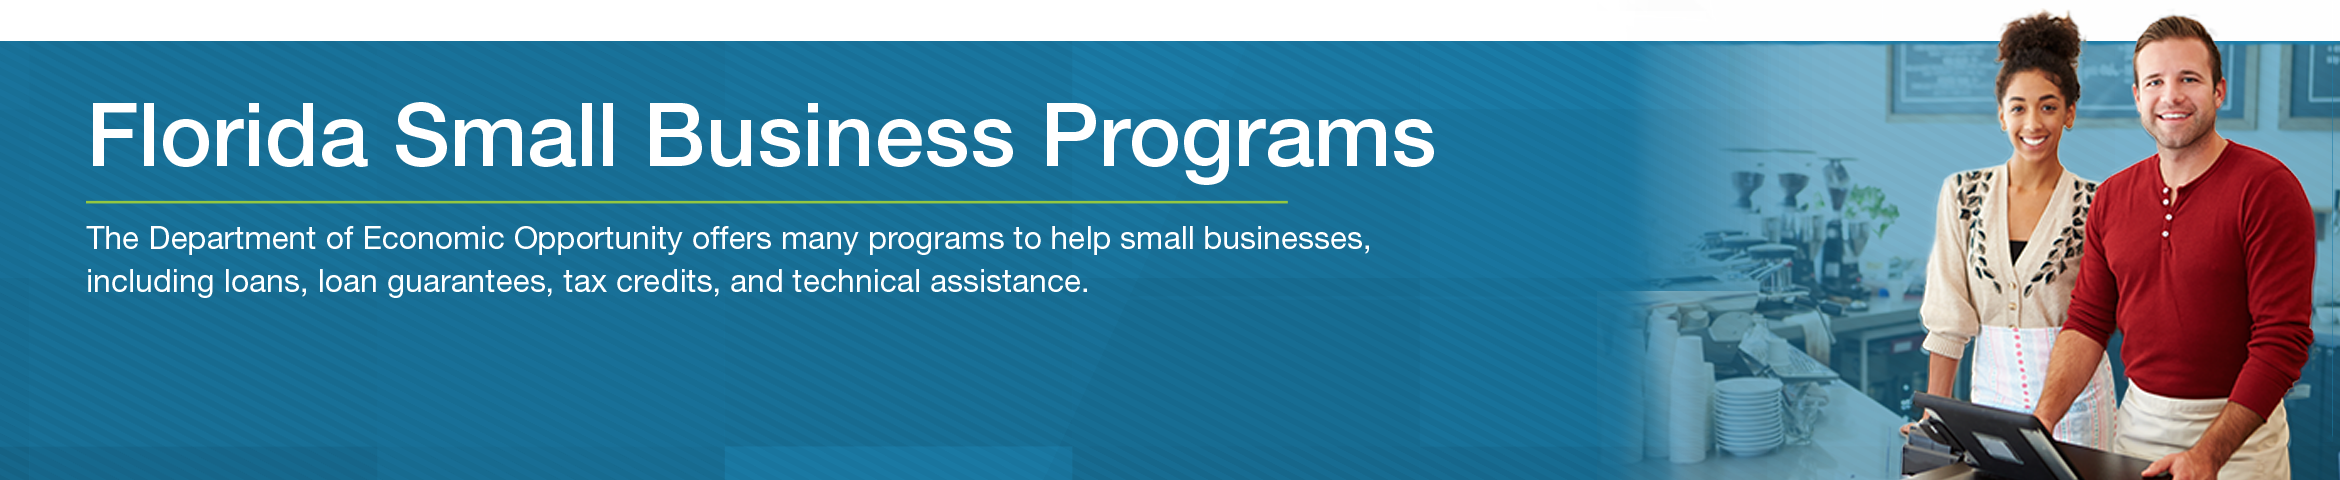 Florida Small Business Programs
The Department of Economic Opportunity offers many programs to help small businesses,
including loans, loan guarantees, tax credits, and technical assistance.